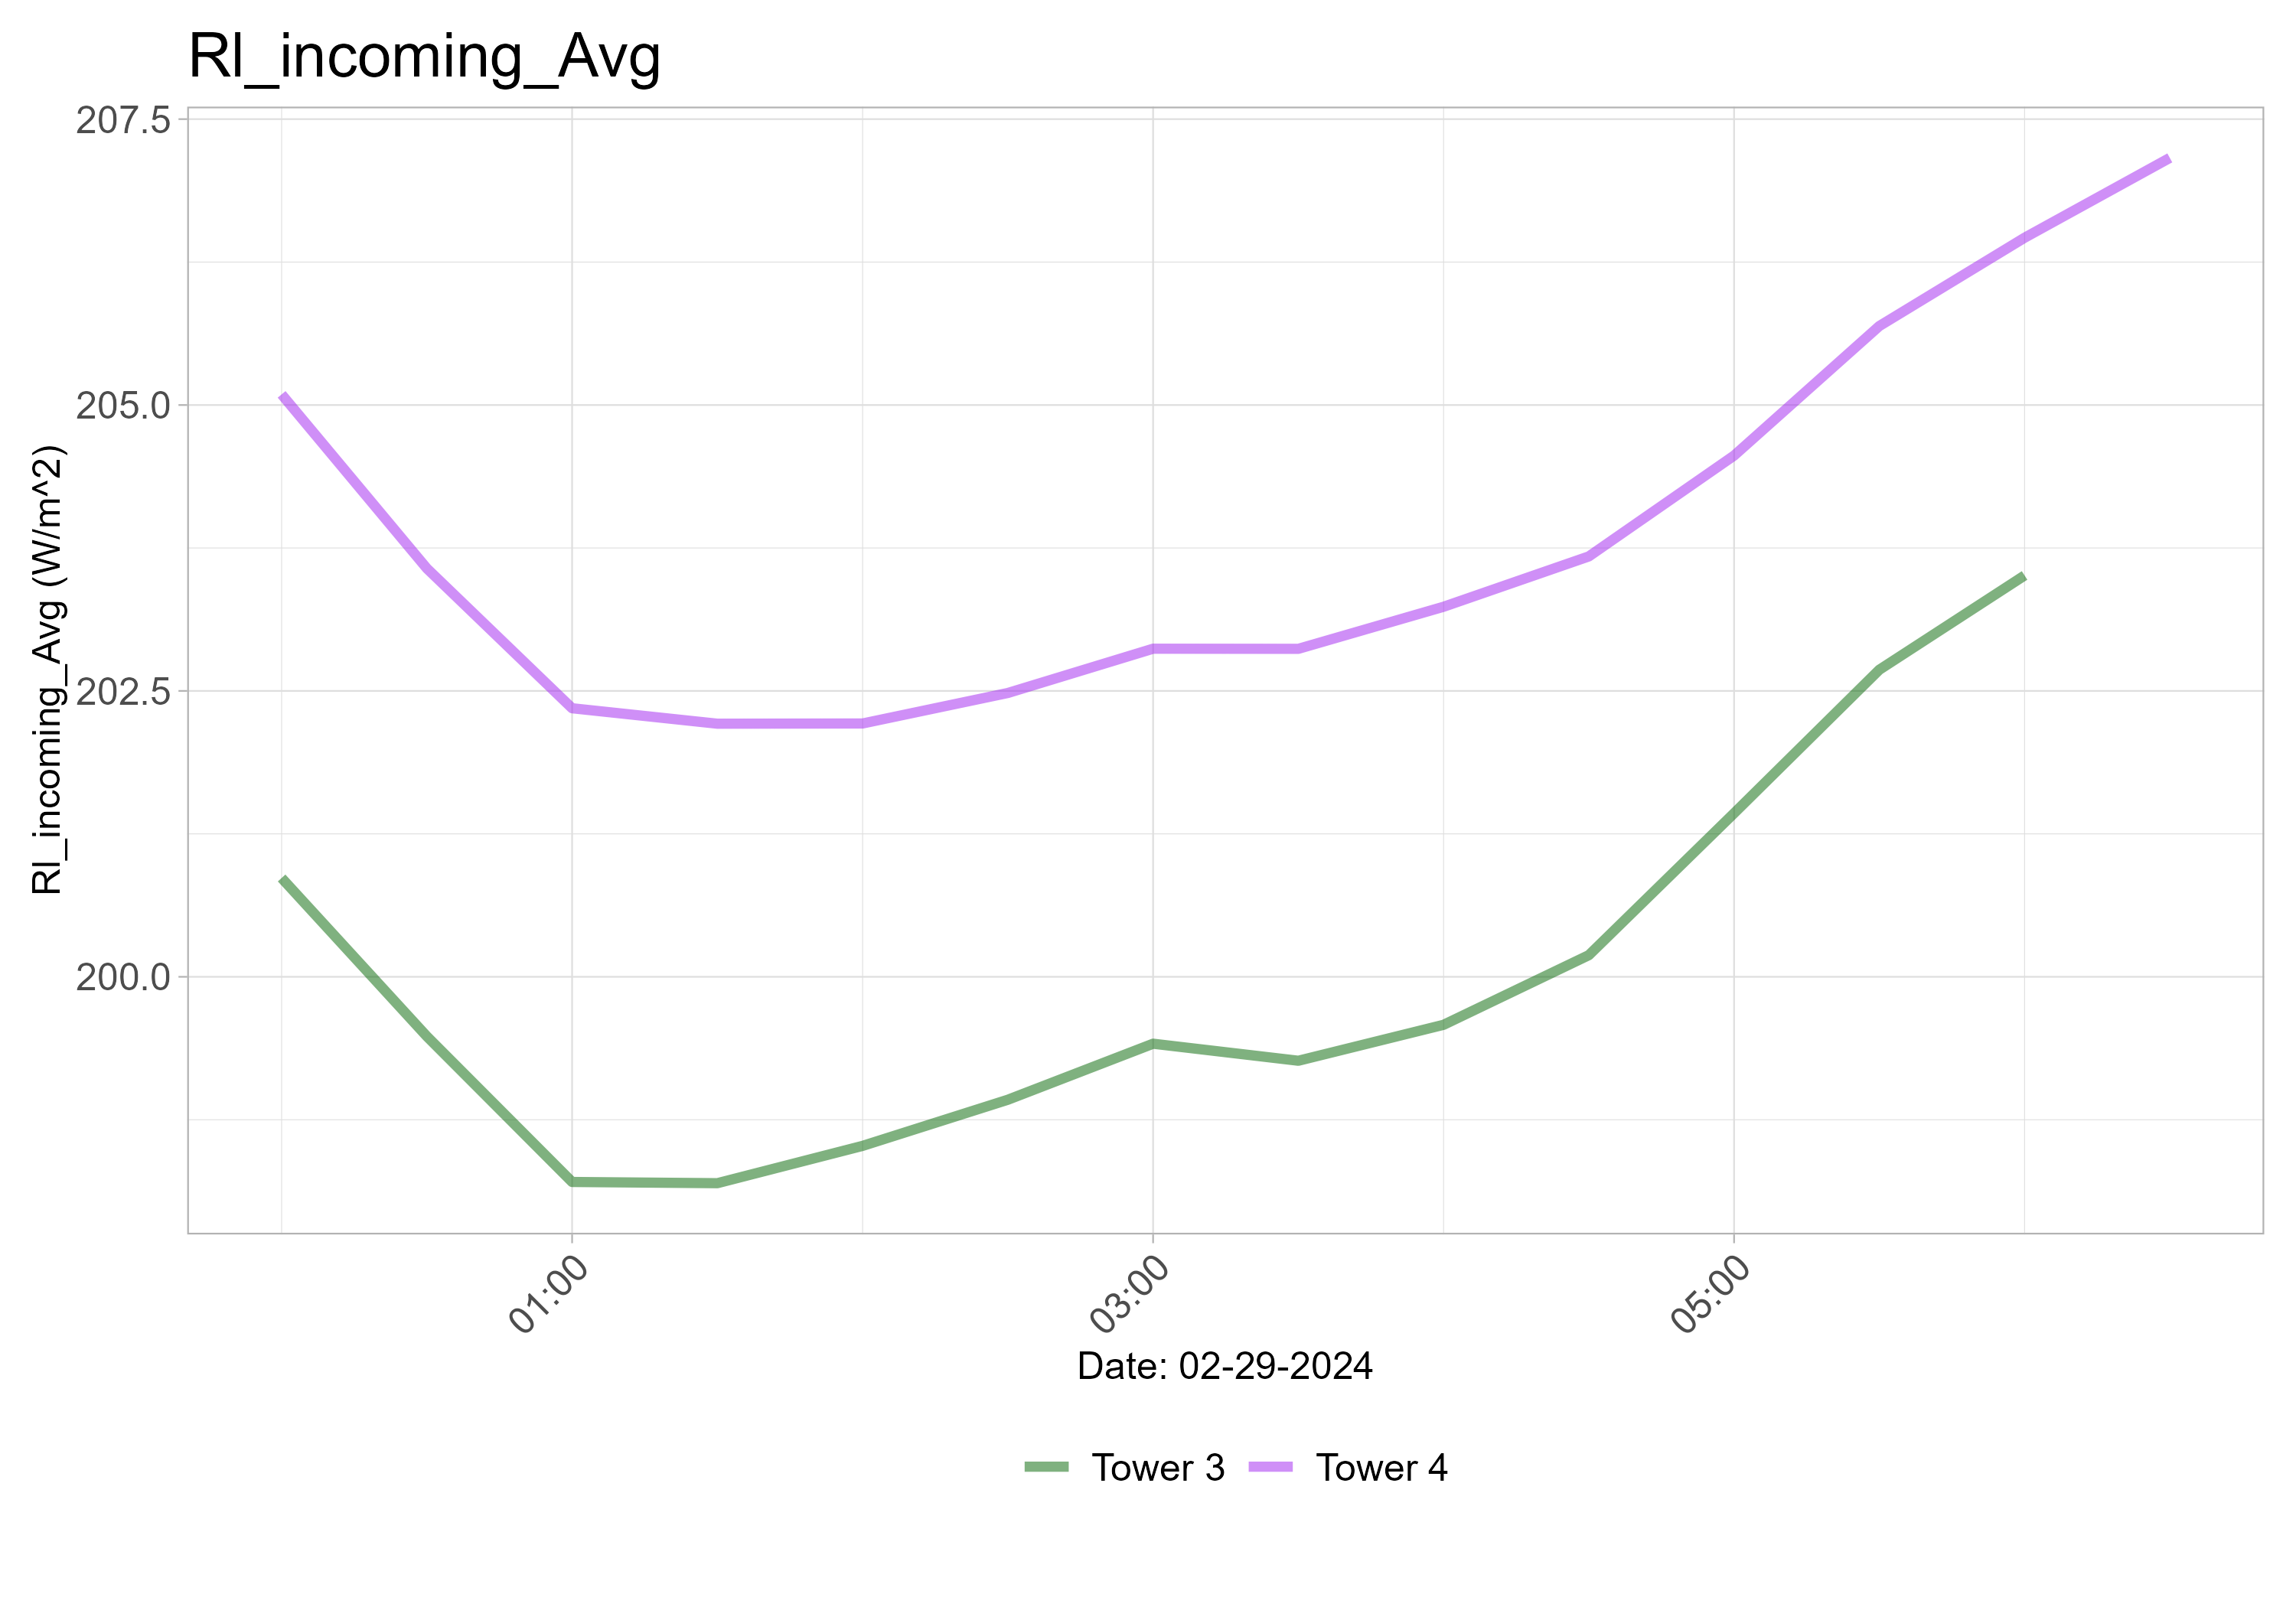 Rl_incoming_Avg
207.5
205.0
202.5
200.0
Rl_incoming_Avg (W/m^2)
01:00
03:00
05:00
Date: 02-29-2024
Tower 3
Tower 4